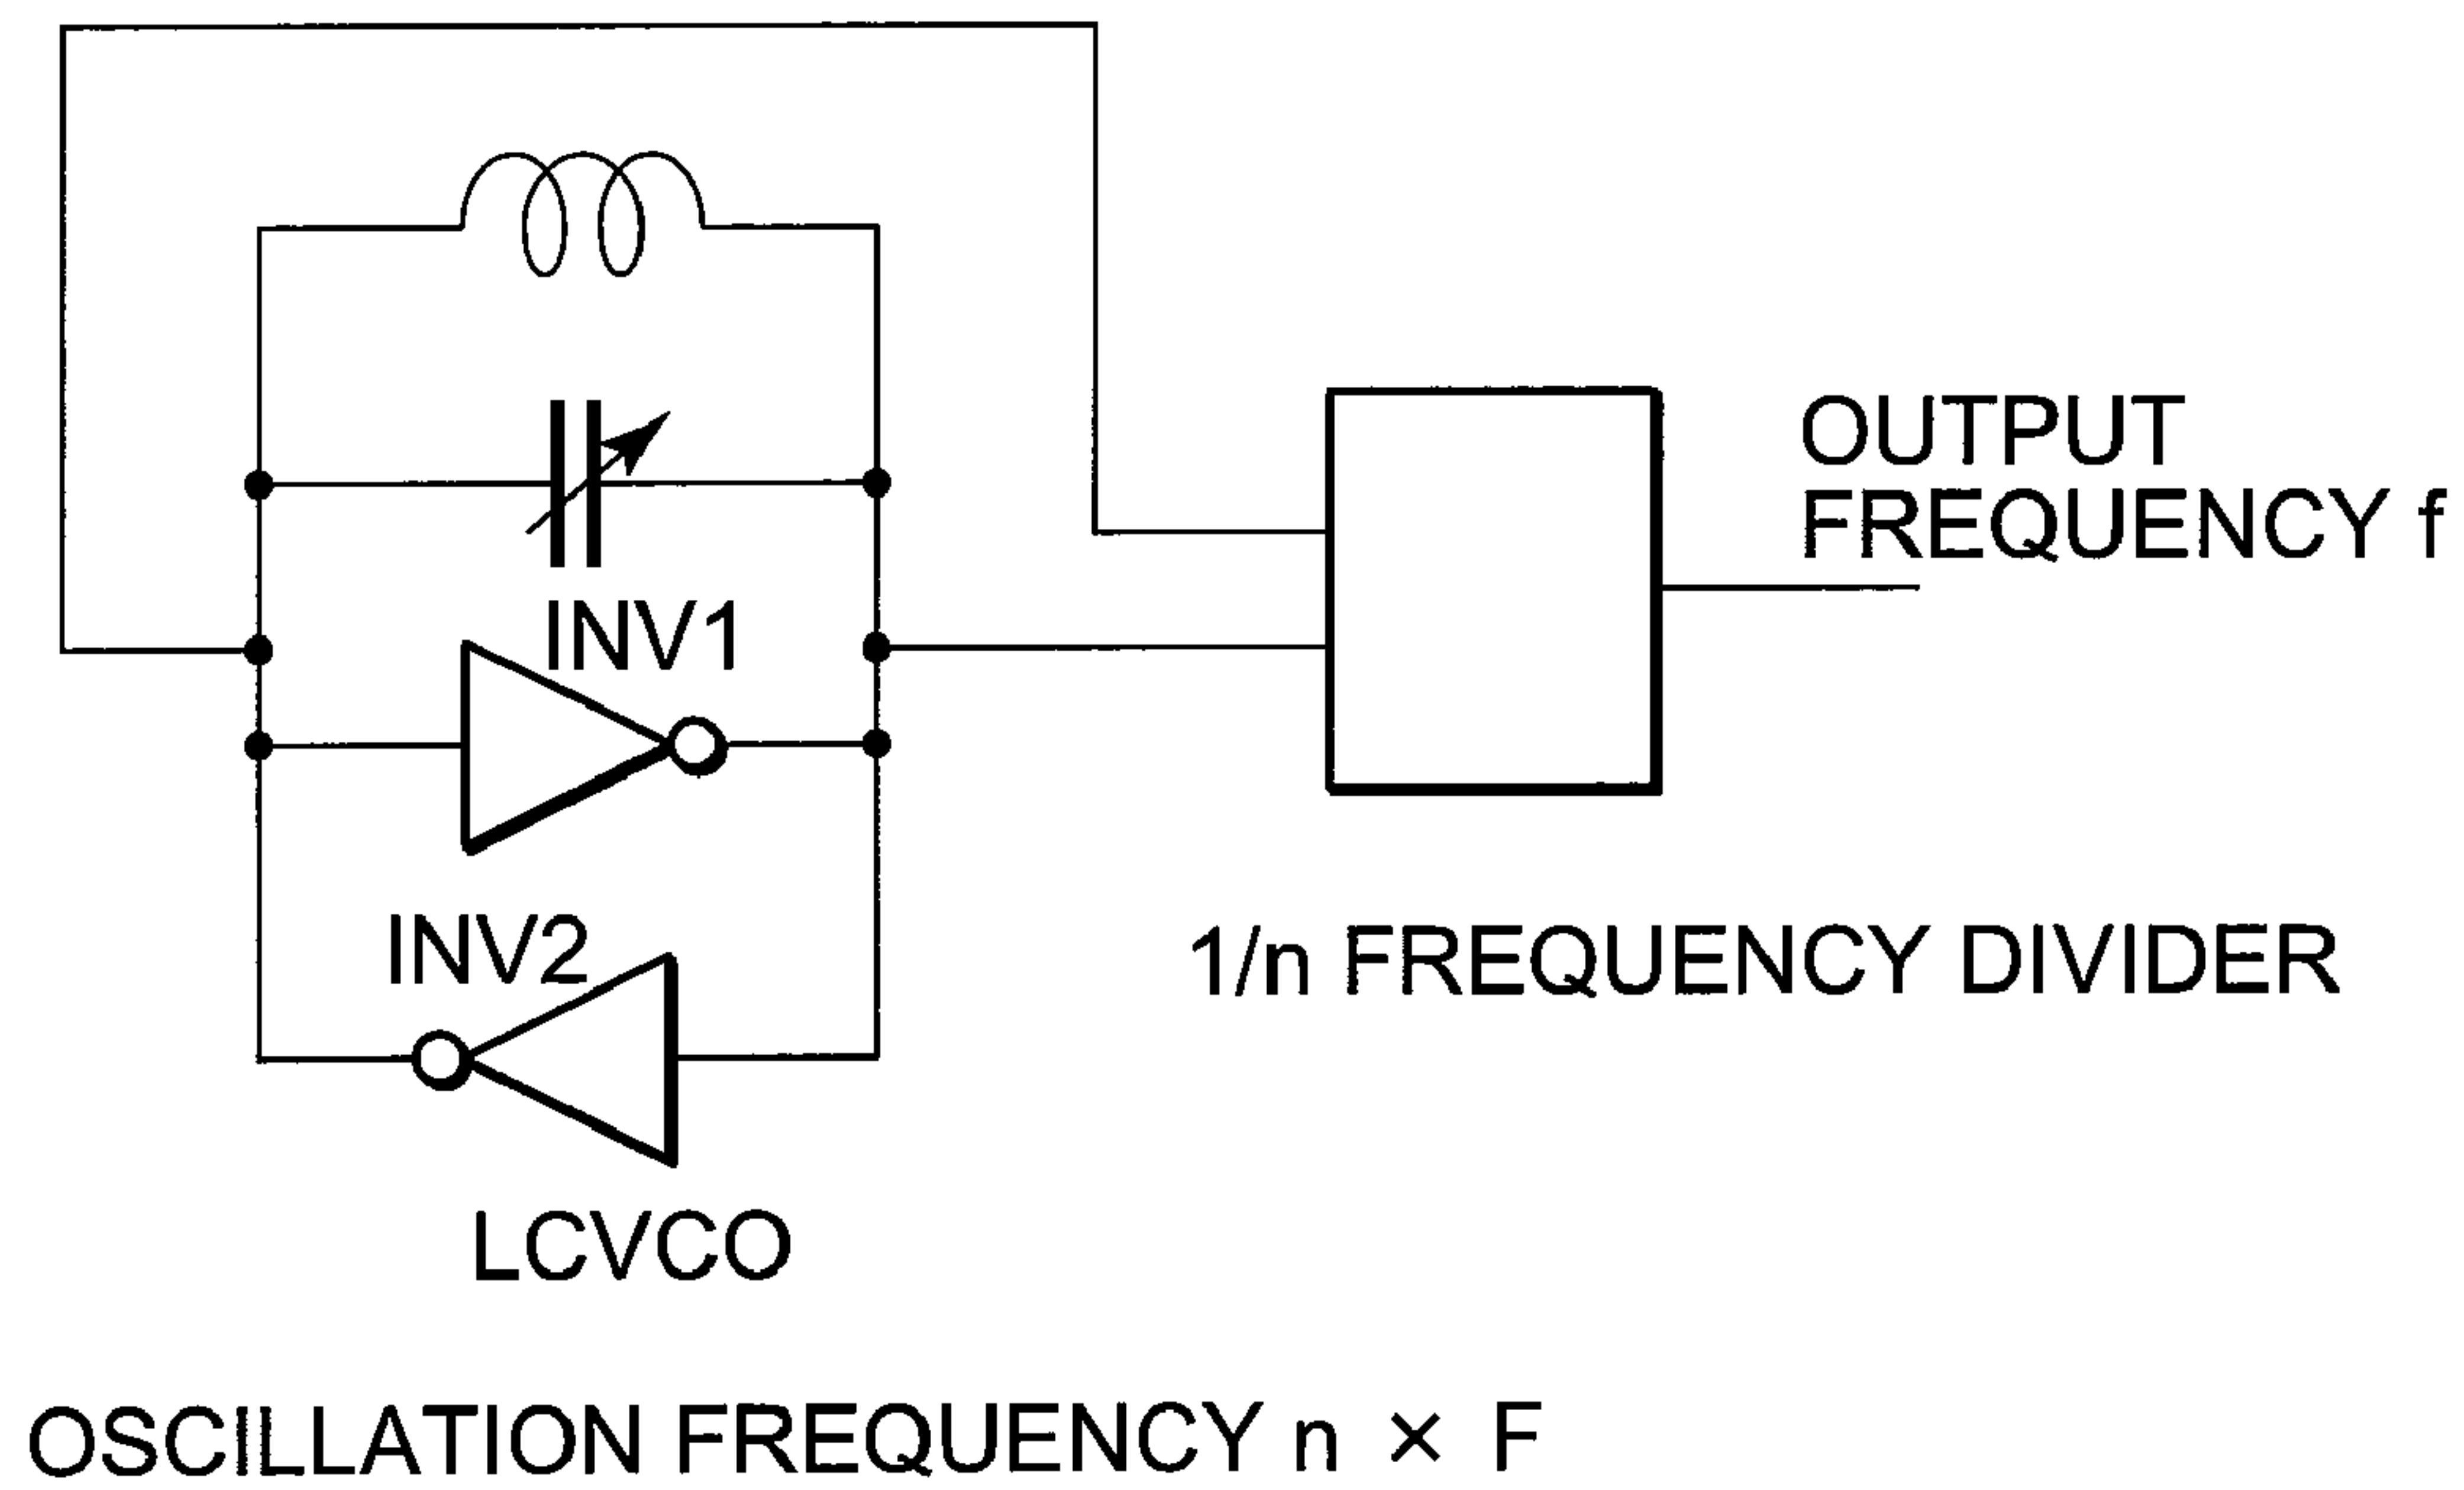 OUTPUT
FREQUENCY f
INV1
INV2
1/n FREQUENCY DIVIDER
LCVCO
OSCILLATION FREQUENCY n × F